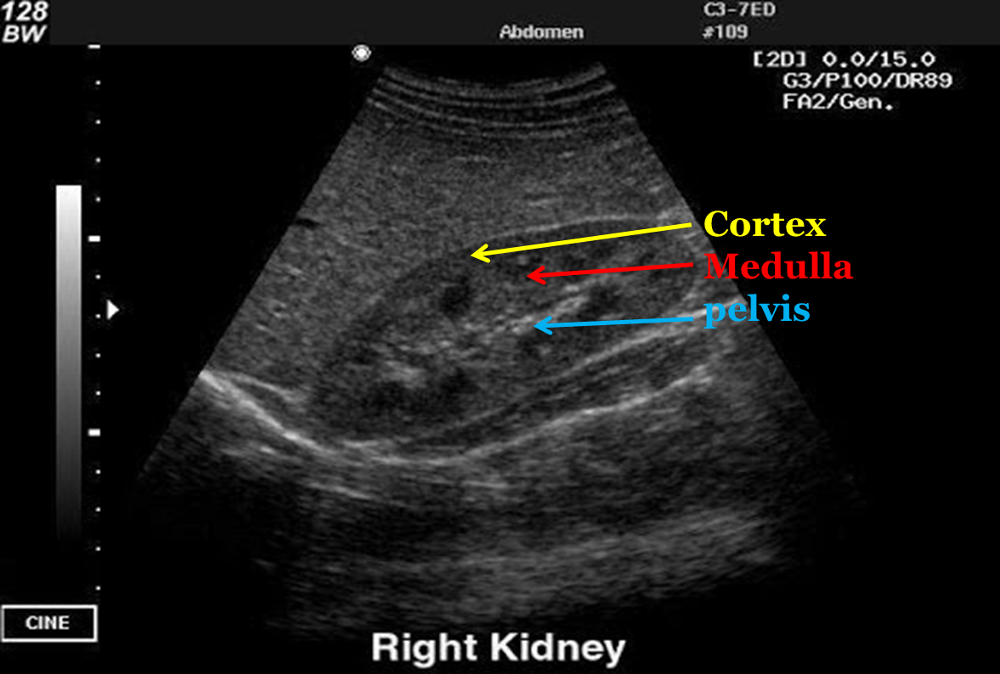 128
BW
Abdomen
C3-7ED
#109
[2D] 0.0/15.0
G3/P100/DR89
FA2/Gen.
Cortex
Medulla
pelvis
CINE
Right Kidney